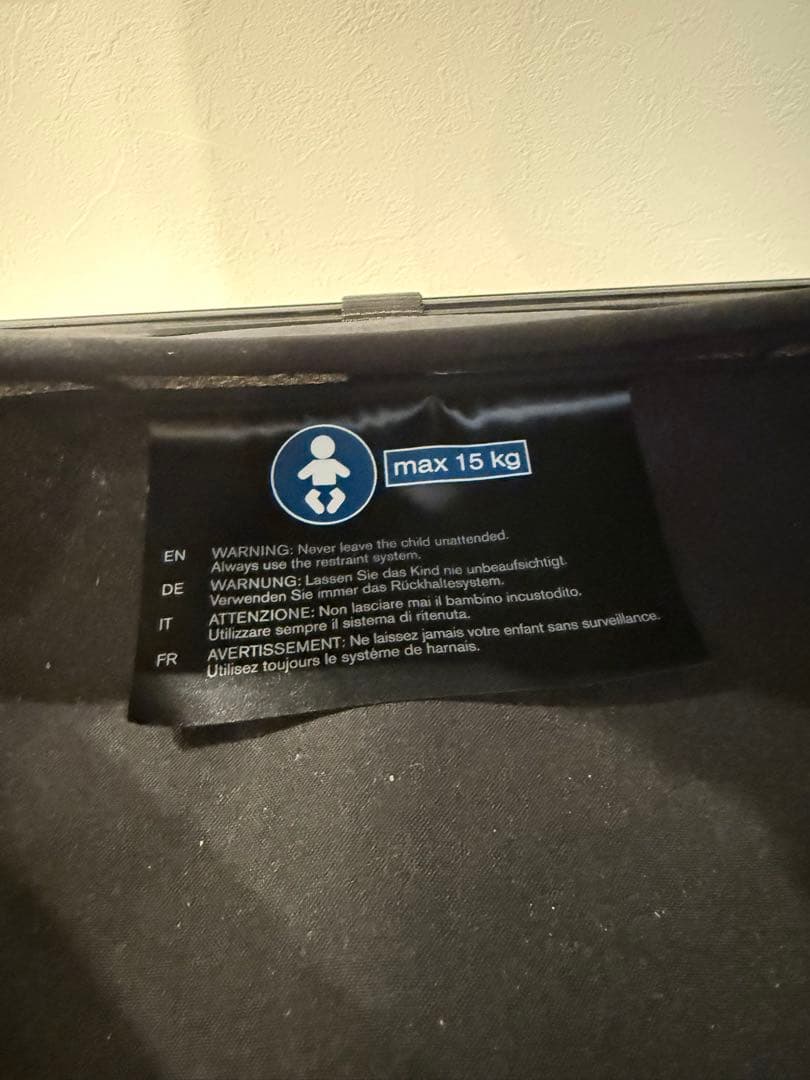 max 15 kg
EN WARNING: Never leave the child unattended.
Always use the restraint system.
DE WARNUNG: Lassen Sie das Kind nie unbeaufsichtigt.
Verwenden Sie immer das Rückhaltesystem.
IT ATTENZIONE: Non lasciare mai il bambino incustodito.
Utilizzare sempre il sistema di ritenuta.
FR AVERTISSEMENT: Ne laissez jamais votre enfant sans surveillance.
Utilisez toujours le système de harnais.